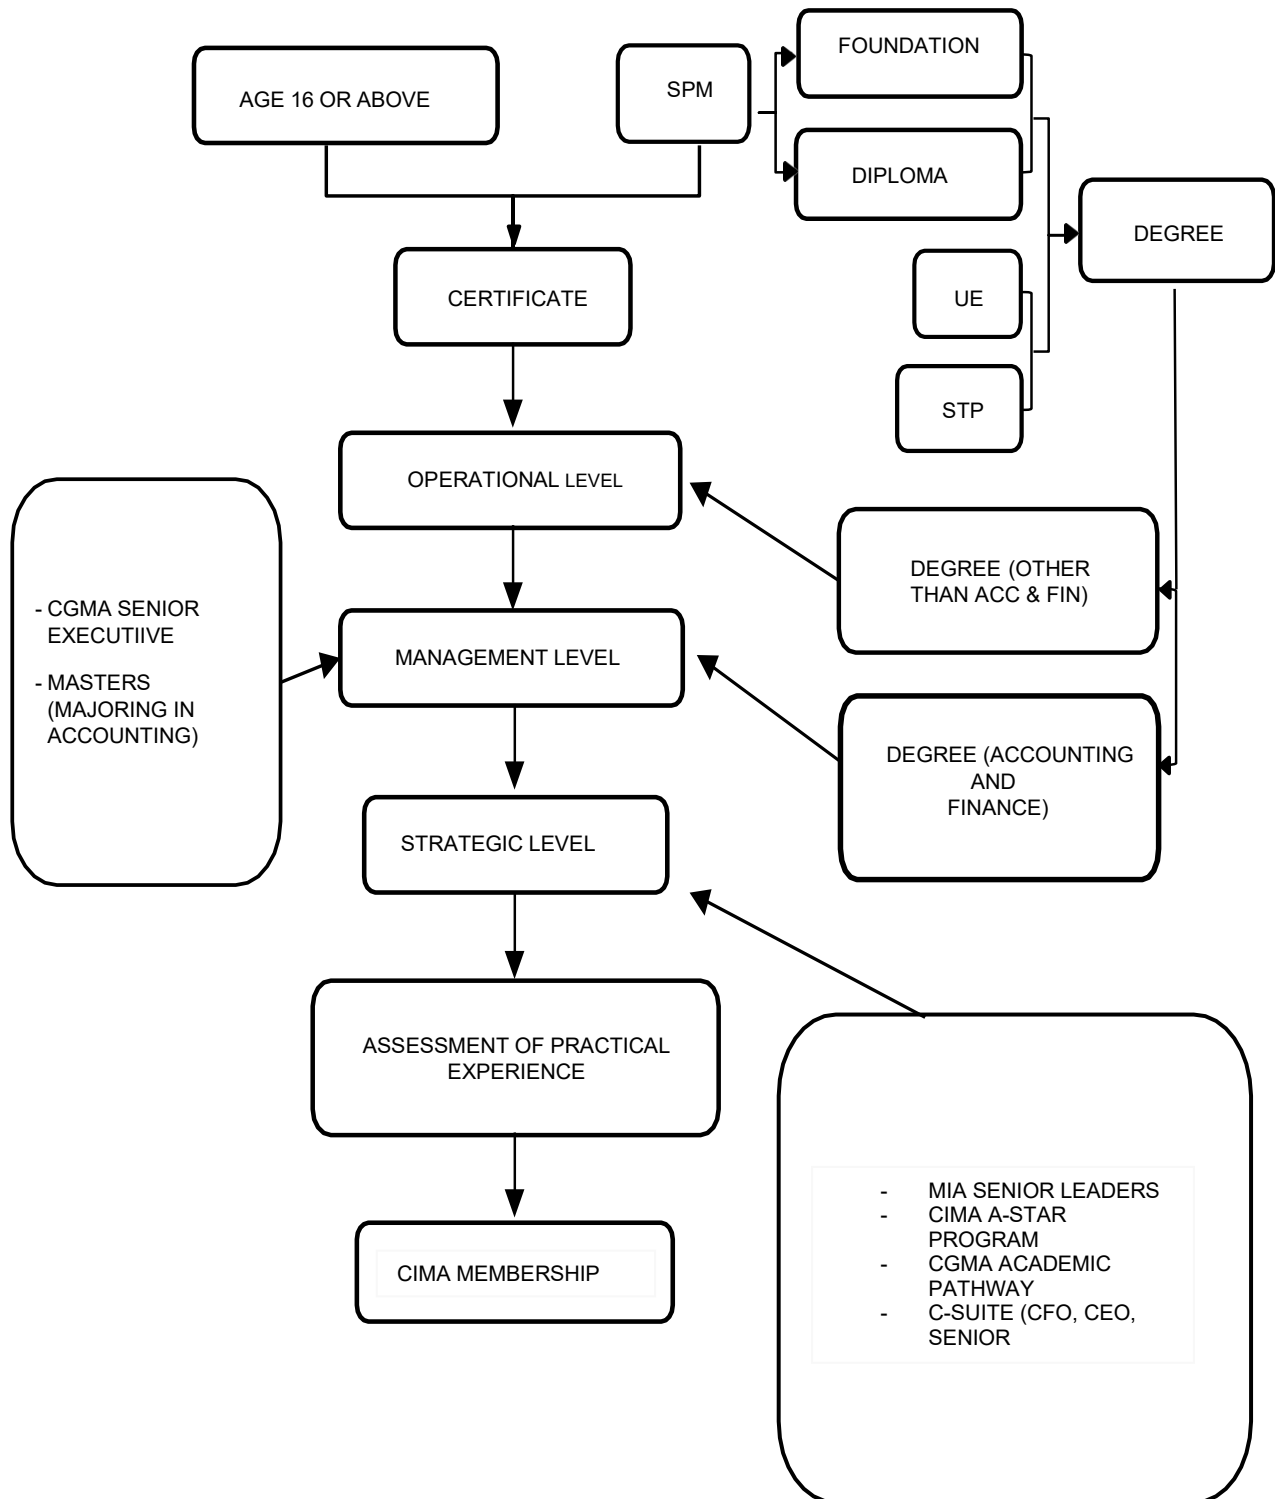 FOUNDATION
AGE 16 OR ABOVE
SPM
DIPLOMA
DEGREE
CERTIFICATE
UE
STP
OPERATIONAL LEVEL
DEGREE (OTHER
THAN ACC & FIN)
- CGMA SENIOR
EXECUTIIVE
- MASTERS
(MAJORING IN
ACCOUNTING)
MANAGEMENT LEVEL
DEGREE (ACCOUNTING
AND
FINANCE)
STRATEGIC LEVEL
ASSESSMENT OF PRACTICAL
EXPERIENCE
- MIA SENIOR LEADERS
- CIMA A-STAR
PROGRAM
- CGMA ACADEMIC
PATHWAY
- C-SUITE (CFO, CEO,
SENIOR
CIMA MEMBERSHIP